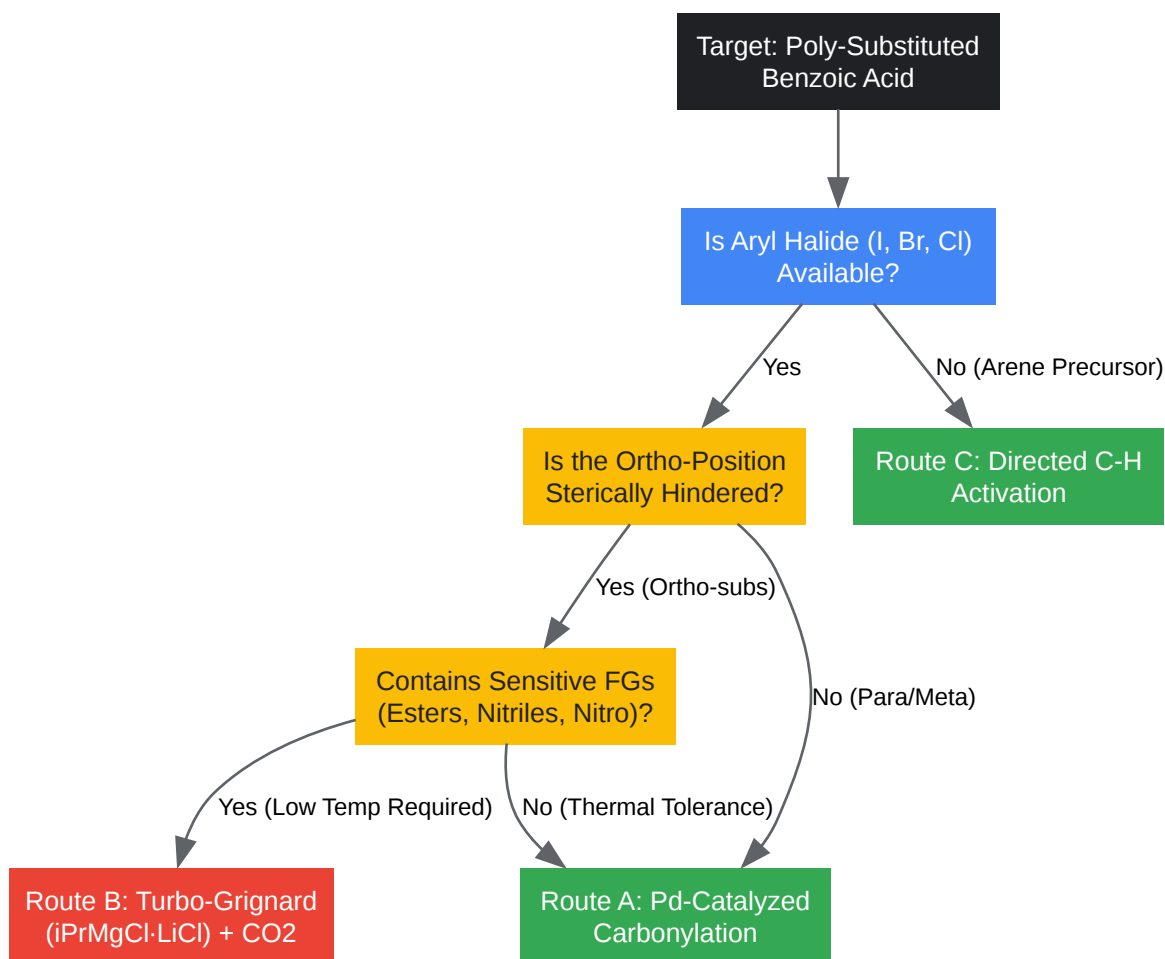 Target: Poly-Substituted
Benzoic Acid
Is Aryl Halide (I, Br, Cl)
Available?
Yes
No (Arene Precursor)
Is the Ortho-Position
Sterically Hindered?
Route C: Directed C-H
Activation
Yes (Ortho-subs)
Contains Sensitive FGs
(Esters, Nitriles, Nitro)?
No (Para/Meta)
Yes (Low Temp Required)
No (Thermal Tolerance)
Route B: Turbo-Grignard
(iPrMgCl·LiCl) + CO2
Route A: Pd-Catalyzed
Carbonylation